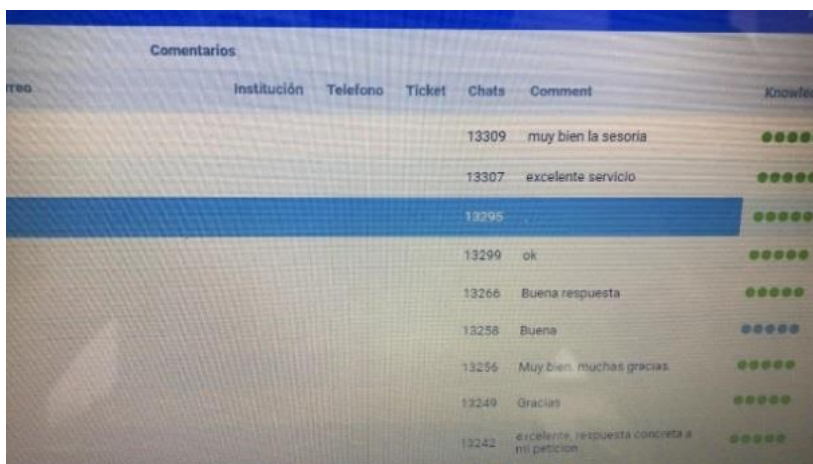 Comentarios
rreo Institución Telefono Ticket Chats Comment Knowled
13309 muy bien la sesoria
13307 excelente servicio
13295 .
13299 ok
13266 Buena respuesta
13258 Buena
13256 Muy bien. muchas gracias.
13249 Gracias
13242 excelente, respuesta concreta a
mi peticion